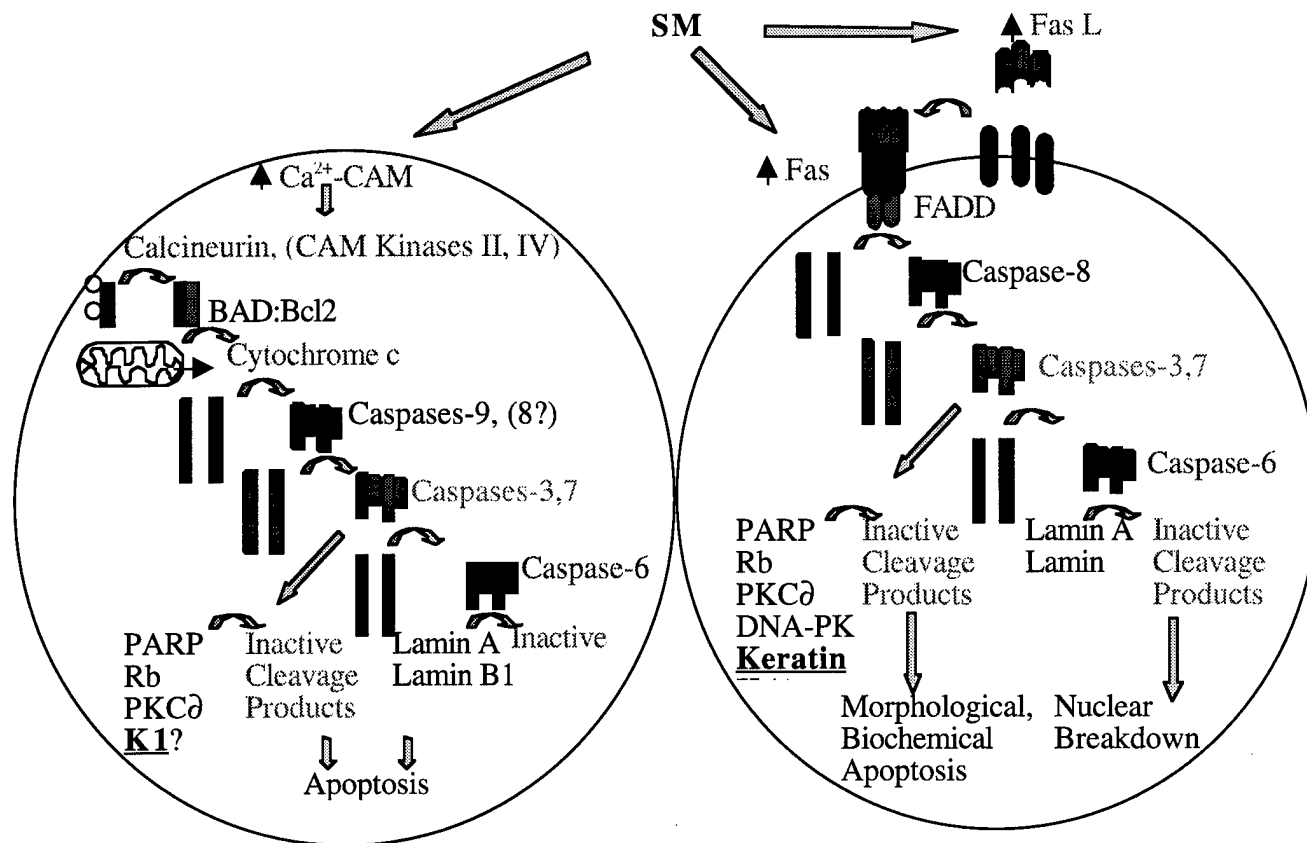 SM
Fas L
Ca²⁺-CAM
Calcineurin, (CAM Kinases II, IV)
BAD:Bcl2
Cytochrome c
Caspases-9, (8?)
Caspases-3,7
Caspase-6
PARP
Rb
PKC∂
K1?
Inactive
Cleavage
Products
Lamin A
Lamin B1
Inactive
Apoptosis
Fas
FADD
Caspase-8
Caspases-3,7
Caspase-6
PARP
Rb
PKC∂
DNA-PK
Keratin
Inactive
Cleavage
Products
Lamin A
Lamin
Inactive
Cleavage
Products
Morphological,
Biochemical
Apoptosis
Nuclear
Breakdown